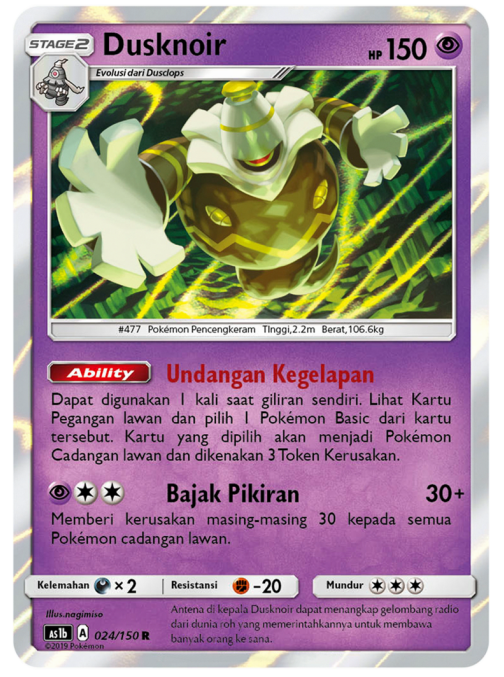 STAGE 2 Dusknoir HP 150
Evolusi dari Dusclops
#477 Pokémon Pencengkeram TInggi,2.2m Berat,106.6kg
Ability Undangan Kegelapan
Dapat digunakan 1 kali saat giliran sendiri. Lihat Kartu
Pegangan lawan dan pilih 1 Pokémon Basic dari kartu
tersebut. Kartu yang dipilih akan menjadi Pokémon
Cadangan lawan dan dikenakan 3 Token Kerusakan.
Bajak Pikiran 30+
Memberi kerusakan masing-masing 30 kepada semua
Pokémon cadangan lawan.
Kelemahan ×2 Resistansi -20 Mundur
Illus.nagimiso
Antena di kepala Dusknoir dapat menangkap gelombang radio
dari dunia roh yang memerintahkannya untuk membawa
banyak orang ke sana.
AS1b A 024/150 R
©2019 Pokémon